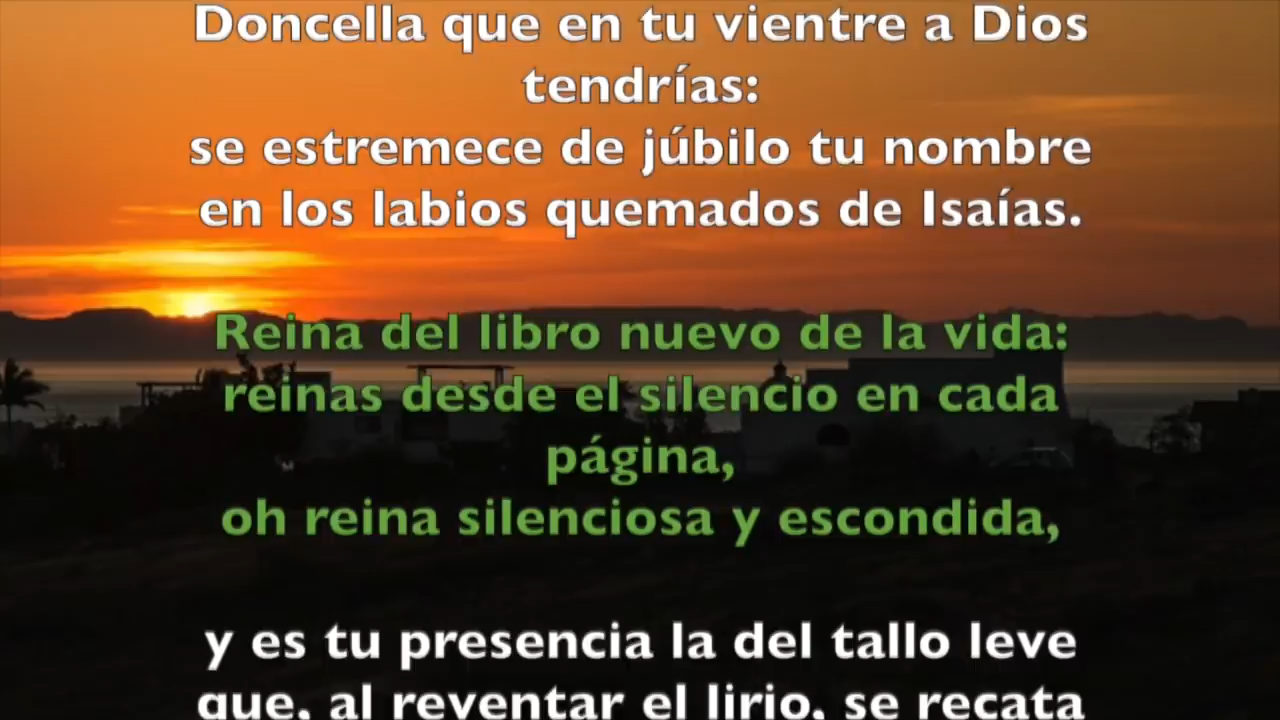 Doncella que en tu vientre a Dios
tendrías:
se estremece de júbilo tu nombre
en los labios quemados de Isaías.
Reina del libro nuevo de la vida:
reinas desde el silencio en cada
página,
oh reina silenciosa y escondida,
y es tu presencia la del tallo leve
que, al reventar el lirio, se recata